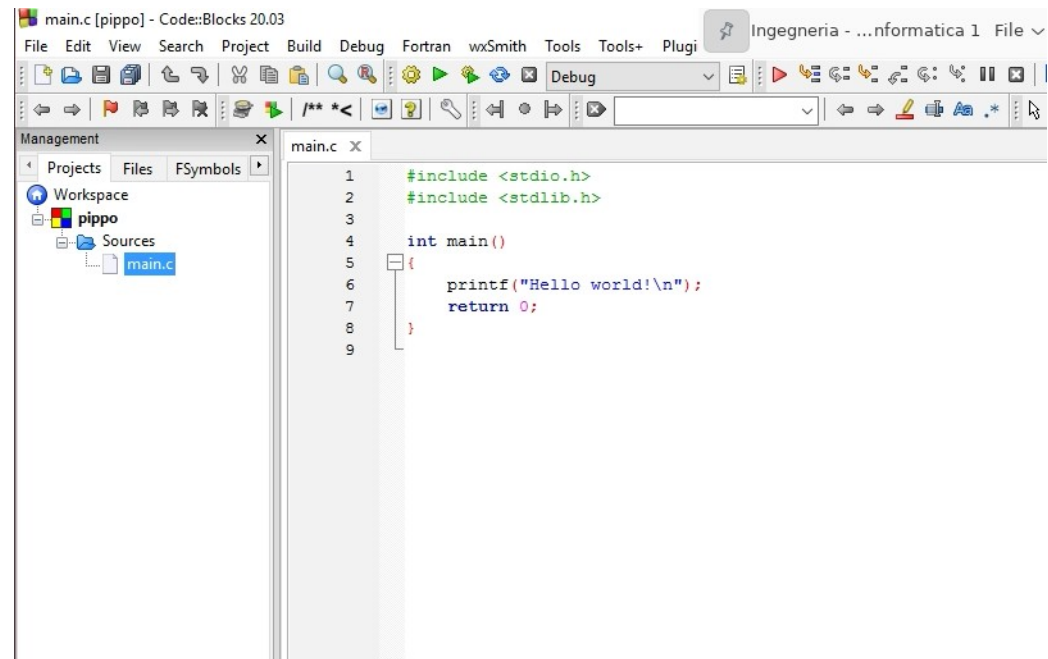 main.c [pippo] - Code::Blocks 20.03
Ingegneria - ...nformatica 1 File
File Edit View Search Project Build Debug Fortran wxSmith Tools Tools+ Plugi
Debug
/** *<
Aa .*
Management
Projects Files FSymbols
Workspace
pippo
Sources
main.c
main.c
1 #include <stdio.h>
2 #include <stdlib.h>
3
4 int main()
5 {
6 printf("Hello world!\n");
7 return 0;
8 }
9